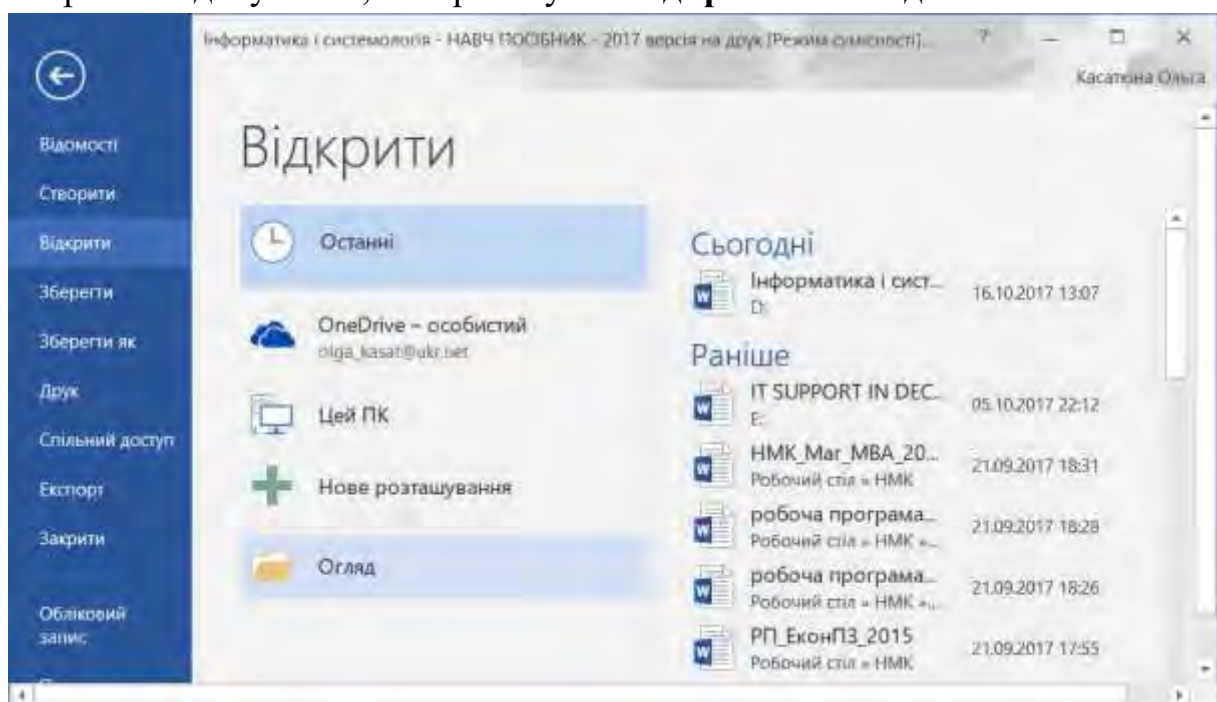 Інформатика і системологія - НАВЧ ПОСІБНИК - 2017 версія на друк [Режим сумісності]...
? — ×
Касаткіна Ольга
Відомості
Створити
Відкрити
Зберегти
Зберегти як
Друк
Спільний доступ
Експорт
Закрити
Обліковий
запис
Відкрити
Останні
OneDrive – особистий
olga_kasat@ukr.net
Цей ПК
Нове розташування
Огляд
Сьогодні
Інформатика і сист... 16.10.2017 13:07
D:
Раніше
IT SUPPORT IN DEC... 05.10.2017 22:12
E:
НМК_Маг_МВА_20... 21.09.2017 18:31
Робочий стіл » НМК
робоча програма... 21.09.2017 18:28
Робочий стіл » НМК »...
робоча програма... 21.09.2017 18:26
Робочий стіл » НМК »...
РП_ЕконПЗ_2015 21.09.2017 17:55
Робочий стіл » НМК